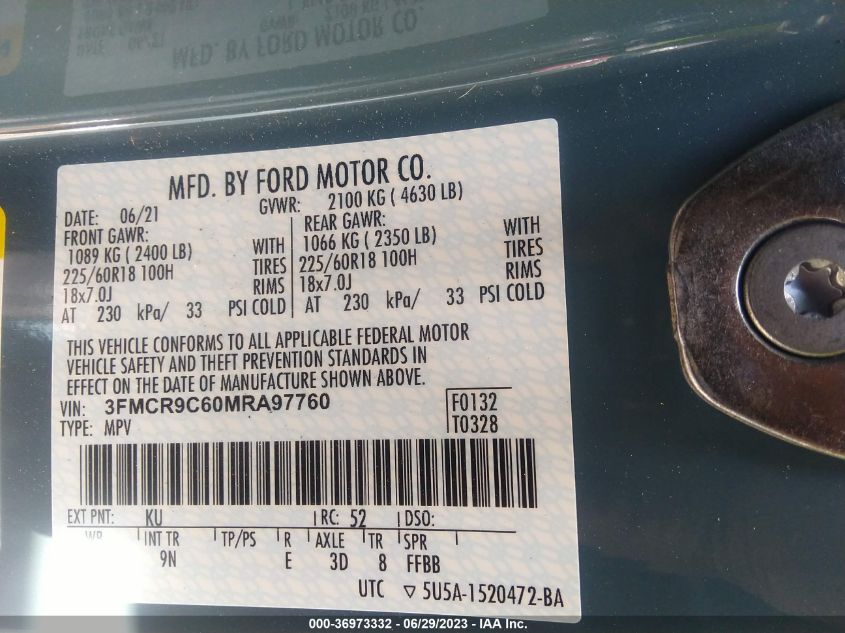 MFD. BY FORD MOTOR CO.
DATE: 06/21 GVWR: 2100 KG ( 4630 LB)
FRONT GAWR: REAR GAWR:
1089 KG ( 2400 LB) WITH 1066 KG ( 2350 LB) WITH
225/60R18 100H TIRES 225/60R18 100H TIRES
18x7.0J RIMS 18x7.0J RIMS
AT 230 kPa/ 33 PSI COLD AT 230 kPa/ 33 PSI COLD
THIS VEHICLE CONFORMS TO ALL APPLICABLE FEDERAL MOTOR
VEHICLE SAFETY AND THEFT PREVENTION STANDARDS IN
EFFECT ON THE DATE OF MANUFACTURE SHOWN ABOVE.
VIN: 3FMCR9C60MRA97760 F0132
TYPE: MPV T0328
EXT PNT: KU RC: 52 DSO:
WB INT TR TP/PS R AXLE TR SPR
9N E 3D 8 FFBB
UTC ▽ 5U5A-1520472-BA
000-36973332 - 06/29/2023 - IAA Inc.